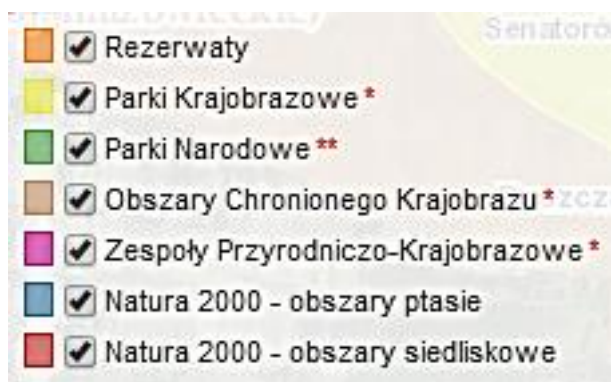 Rezerwaty
Parki Krajobrazowe *
Parki Narodowe **
Obszary Chronionego Krajobrazu *
Zespoły Przyrodniczo-Krajobrazowe *
Natura 2000 - obszary ptasie
Natura 2000 - obszary siedliskowe